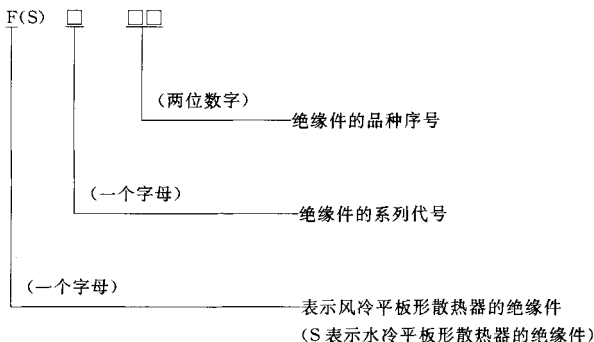 F(S) □ □□
(两位数字)
绝缘件的品种序号
(一个字母)
绝缘件的系列代号
(一个字母)
表示风冷平板形散热器的绝缘件
(S表示水冷平板形散热器的绝缘件)